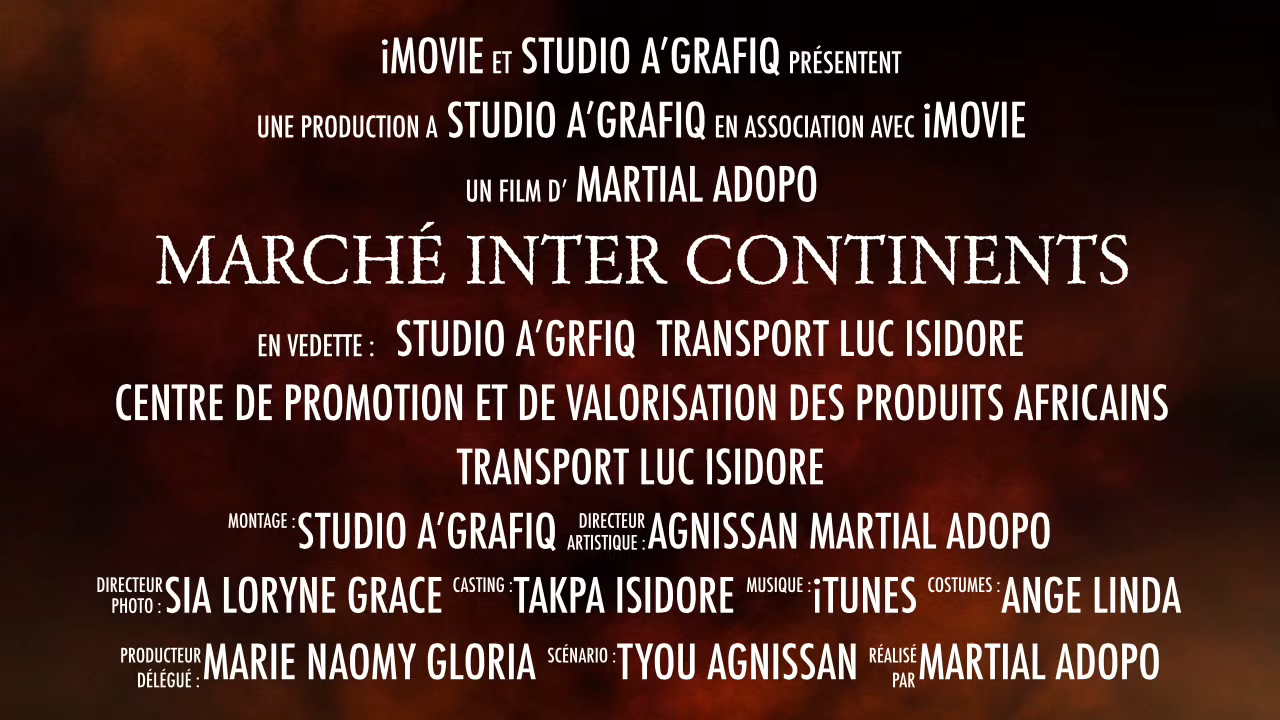 iMOVIE ET STUDIO A’GRAFIQ PRÉSENTENT
UNE PRODUCTION A STUDIO A’GRAFIQ EN ASSOCIATION AVEC iMOVIE
UN FILM D’ MARTIAL ADOPO
MARCHÉ INTER CONTINENTS
EN VEDETTE : STUDIO A’GRFIQ TRANSPORT LUC ISIDORE
CENTRE DE PROMOTION ET DE VALORISATION DES PRODUITS AFRICAINS
TRANSPORT LUC ISIDORE
MONTAGE : STUDIO A’GRAFIQ DIRECTEUR ARTISTIQUE : AGNISSAN MARTIAL ADOPO
DIRECTEUR PHOTO : SIA LORYNE GRACE CASTING : TAKPA ISIDORE MUSIQUE : iTUNES COSTUMES : ANGE LINDA
PRODUCTEUR DÉLÉGUÉ : MARIE NAOMY GLORIA SCÉNARIO : TYOU AGNISSAN RÉALISÉ PAR MARTIAL ADOPO